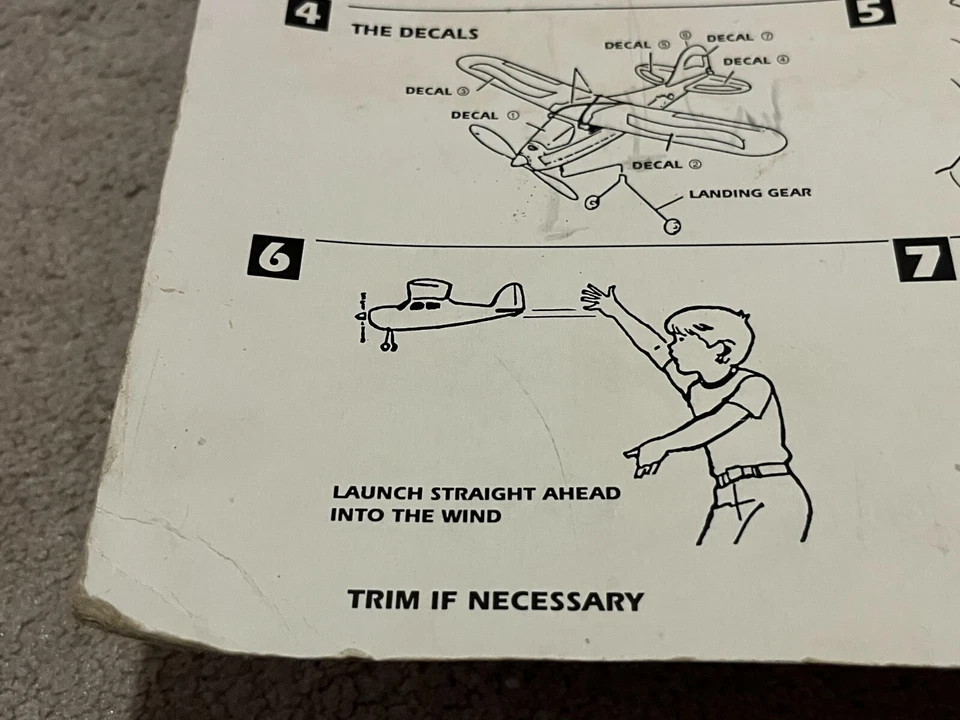 4
5
THE DECALS
DECAL ⑤
⑥
DECAL ⑦
DECAL ④
DECAL ③
DECAL ①
DECAL ②
LANDING GEAR
6
7
LAUNCH STRAIGHT AHEAD
INTO THE WIND
TRIM IF NECESSARY